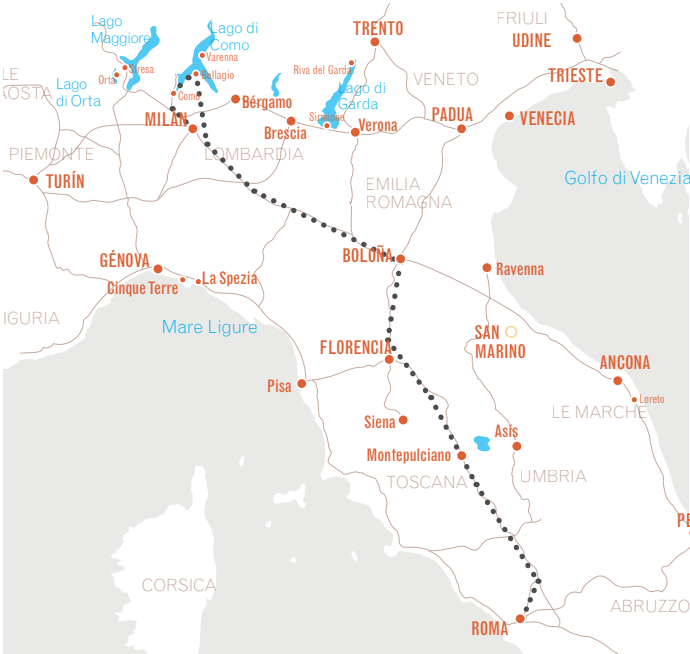 FRIULI
Lago
Maggiore
Lago di
Como
TRENTO
UDINE
Varenna
Stresa
Orta
Bellagio
Riva del Garda
TRIESTE
LE
AOSTA
Lago
di Orta
Como
VENETO
Lago di
Garda
Bérgamo
MILÁN
Sirmione
Brescia
Verona
PADUA
VENECIA
PIEMONTE
LOMBARDIA
TURÍN
EMILIA
ROMAGNA
Golfo di Venezia
BOLOÑA
GÉNOVA
Ravenna
Cinque Terre
La Spezia
IGURIA
Mare Ligure
SAN
MARINO
FLORENCIA
ANCONA
Pisa
Loreto
LE MARCHE
Siena
Asís
Montepulciano
TOSCANA
UMBRIA
PE
CORSICA
ABRUZZO
ROMA